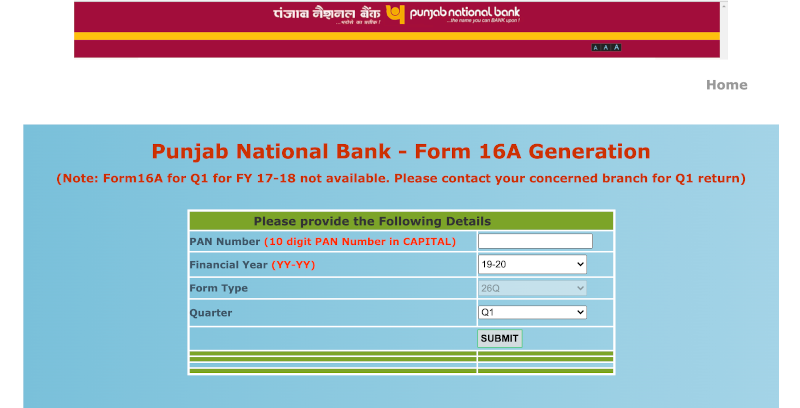 पंजाब नैशनल बैंक punjab national bank
...भरोसे का प्रतीक! ...the name you can BANK upon!
A A A
Home
Punjab National Bank - Form 16A Generation
(Note: Form16A for Q1 for FY 17-18 not available. Please contact your concerned branch for Q1 return)
Please provide the Following Details
PAN Number (10 digit PAN Number in CAPITAL)
Financial Year (YY-YY) 19-20
Form Type 26Q
Quarter Q1
SUBMIT